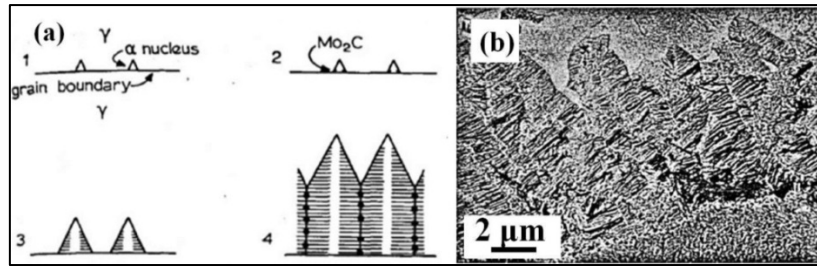 (a)
γ
α nucleus
1
grain boundary
γ
2
Mo₂C
3
4
(b)
2 μm